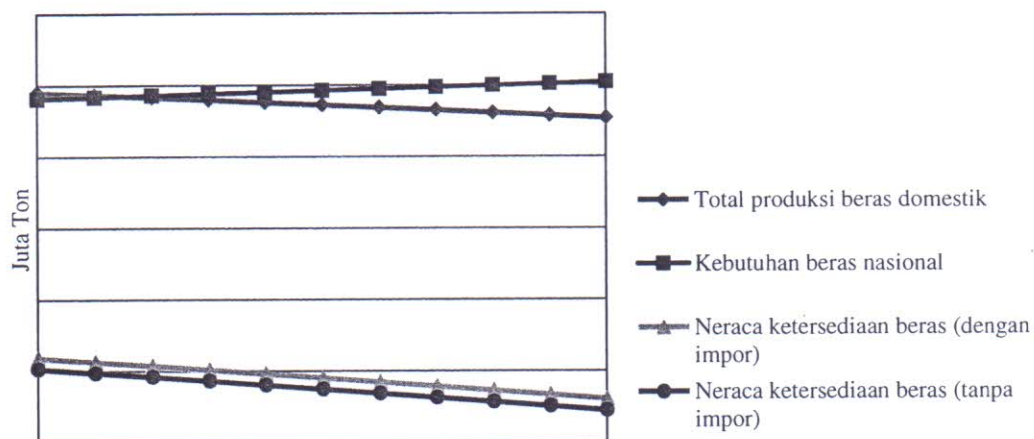 Juta Ton
Total produksi beras domestik
Kebutuhan beras nasional
Neraca ketersediaan beras (dengan
impor)
Neraca ketersediaan beras (tanpa
impor)